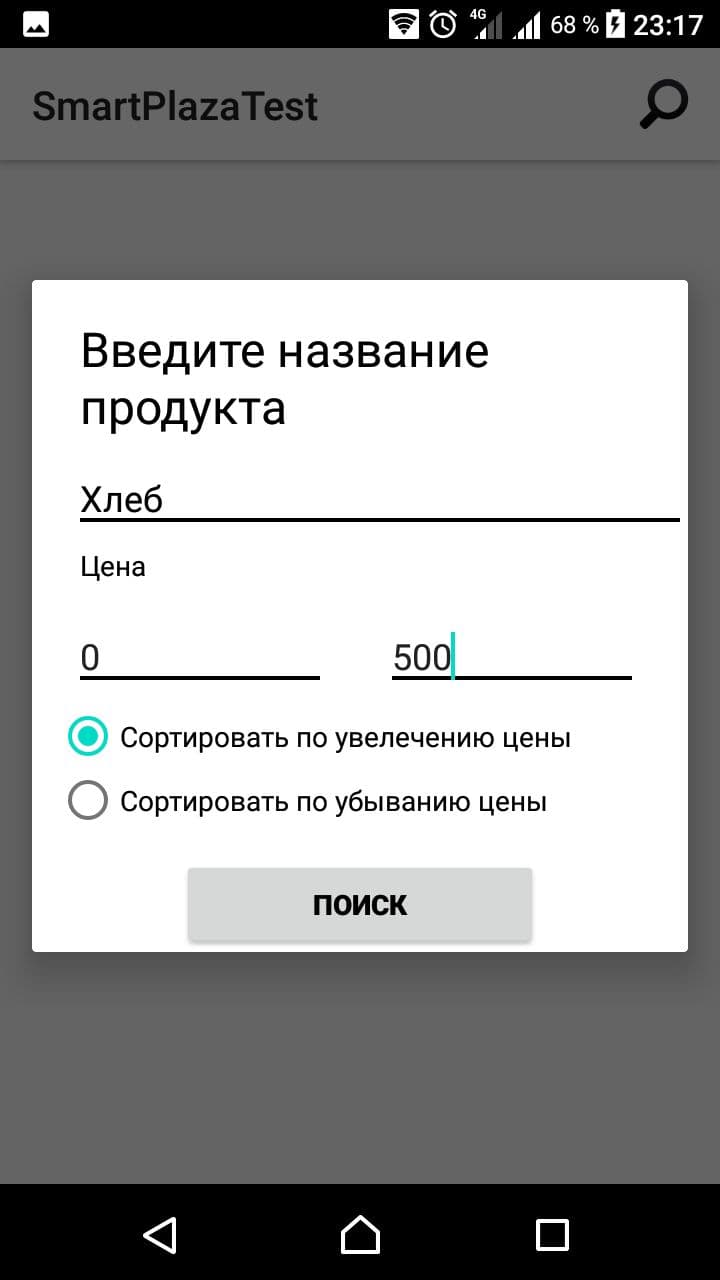 4G 68 % 23:17
SmartPlazaTest
Введите название
продукта
Хлеб
Цена
0 500
Сортировать по увелечению цены
Сортировать по убыванию цены
ПОИСК